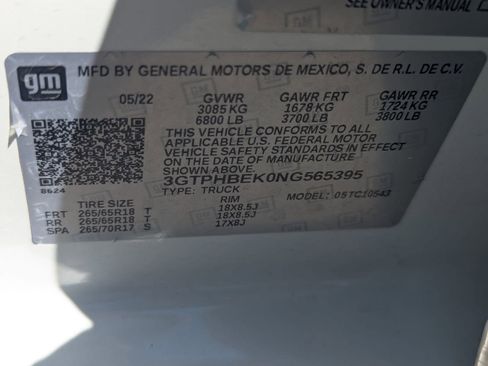 SEE OWNER'S MANUAL
gm
MFD BY GENERAL MOTORS DE MEXICO, S. DE R.L. DE C.V.
05/22 GVWR GAWR FRT GAWR RR
3085 KG 1678 KG 1724 KG
6800 LB 3700 LB 3800 LB
THIS VEHICLE CONFORMS TO ALL
APPLICABLE U.S. FEDERAL MOTOR
VEHICLE SAFETY STANDARDS IN EFFECT
ON THE DATE OF MANUFACTURE
SHOWN ABOVE.
3GTPHBEK0NG565395
8624
TYPE: TRUCK MODEL: 05TC10543
TIRE SIZE RIM
FRT 265/65R18 T 18X8.5J
RR 265/65R18 T 18X8.5J
SPA 265/70R17 S 17X8J